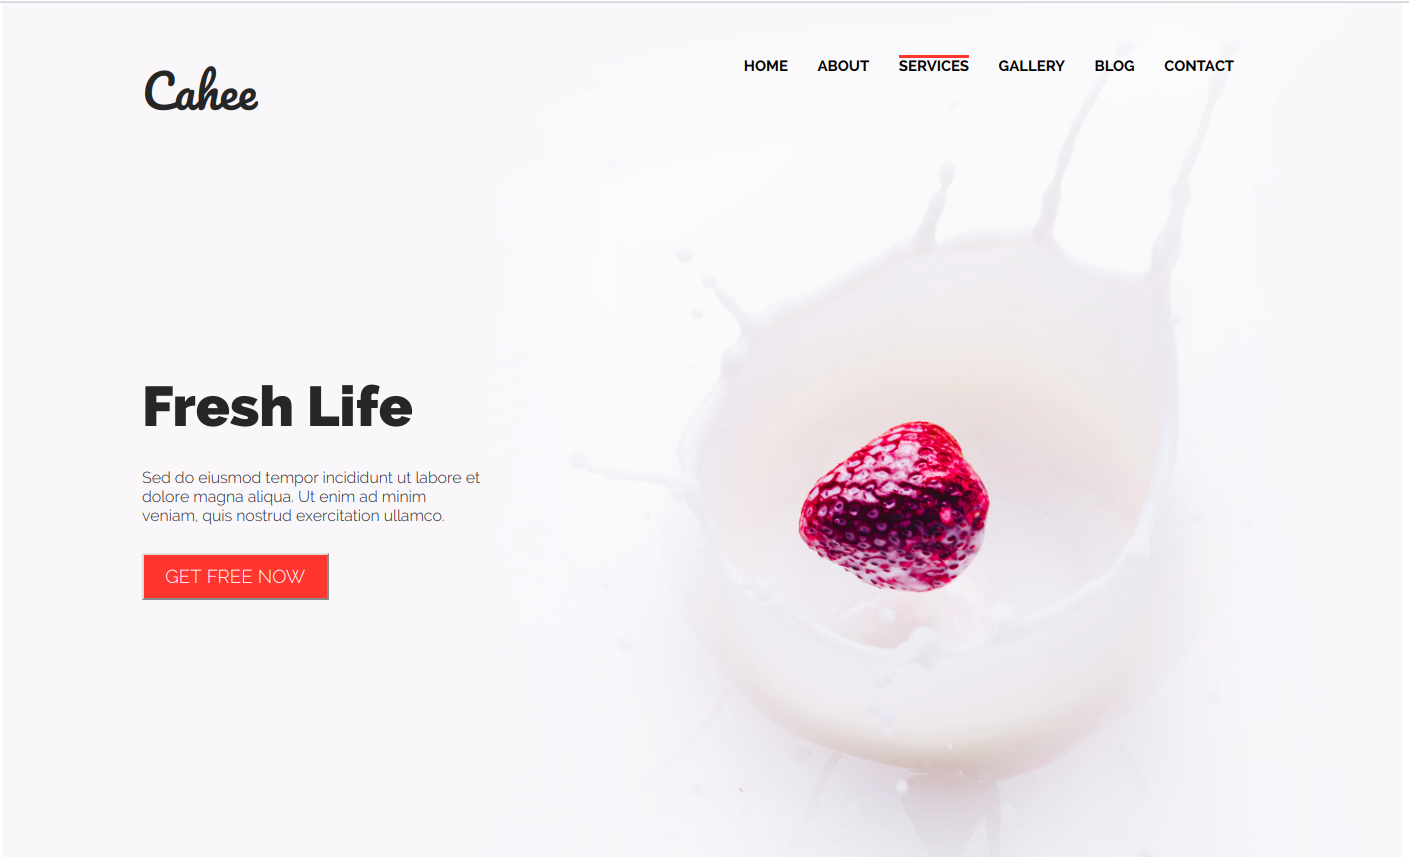 Cahee
HOME ABOUT SERVICES GALLERY BLOG CONTACT
Fresh Life
Sed do eiusmod tempor incididunt ut labore et
dolore magna aliqua. Ut enim ad minim
veniam, quis nostrud exercitation ullamco.
GET FREE NOW